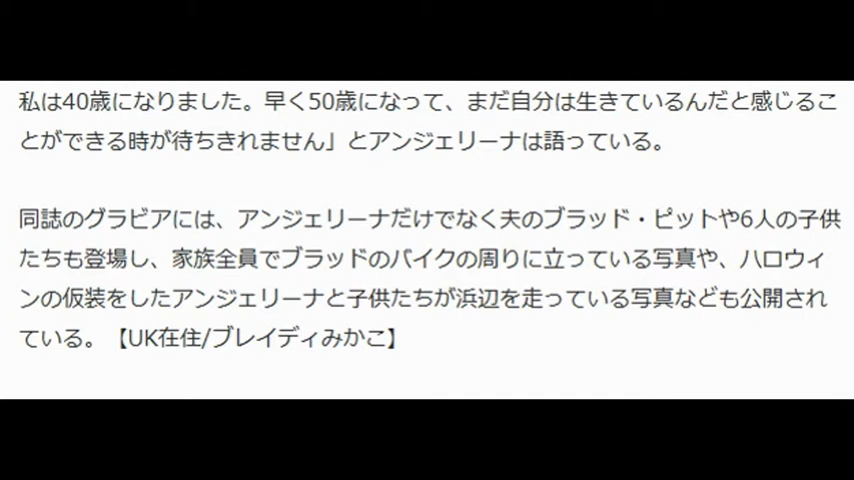 私は40歳になりました。早く50歳になって、まだ自分は生きているんだと感じるこ
とができる時が待ちきれません」とアンジェリーナは語っている。
同誌のグラビアには、アンジェリーナだけでなく夫のブラッド・ピットや6人の子供
たちも登場し、家族全員でブラッドのバイクの周りに立っている写真や、ハロウィ
ンの仮装をしたアンジェリーナと子供たちが浜辺を走っている写真なども公開され
ている。【UK在住/ブレイディみかこ】